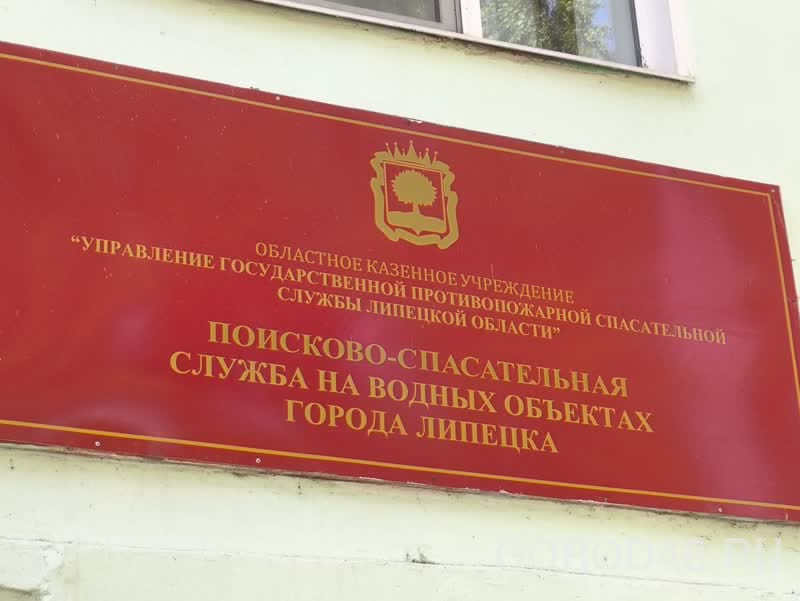 ОБЛАСТНОЕ КАЗЕННОЕ УЧРЕЖДЕНИЕ
“УПРАВЛЕНИЕ ГОСУДАРСТВЕННОЙ ПРОТИВОПОЖАРНОЙ СПАСАТЕЛЬНОЙ
СЛУЖБЫ ЛИПЕЦКОЙ ОБЛАСТИ”
ПОИСКОВО-СПАСАТЕЛЬНАЯ
СЛУЖБА НА ВОДНЫХ ОБЪЕКТАХ
ГОРОДА ЛИПЕЦКА
GOROD48.RU